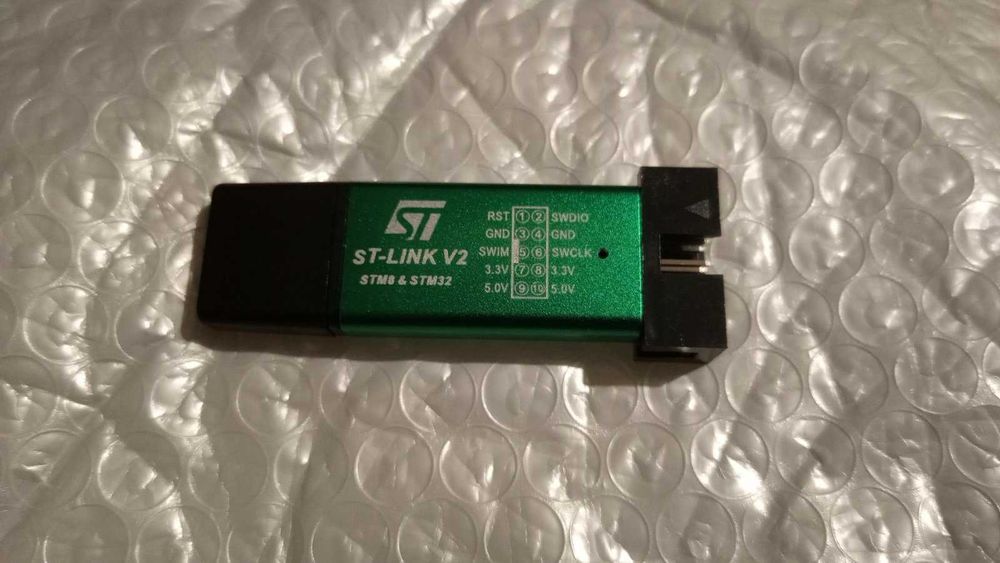 ST
ST-LINK V2
STM8 & STM32
RST 1 2 SWDIO
GND 3 4 GND
SWIM 5 6 SWCLK
3.3V 7 8 3.3V
5.0V 9 10 5.0V